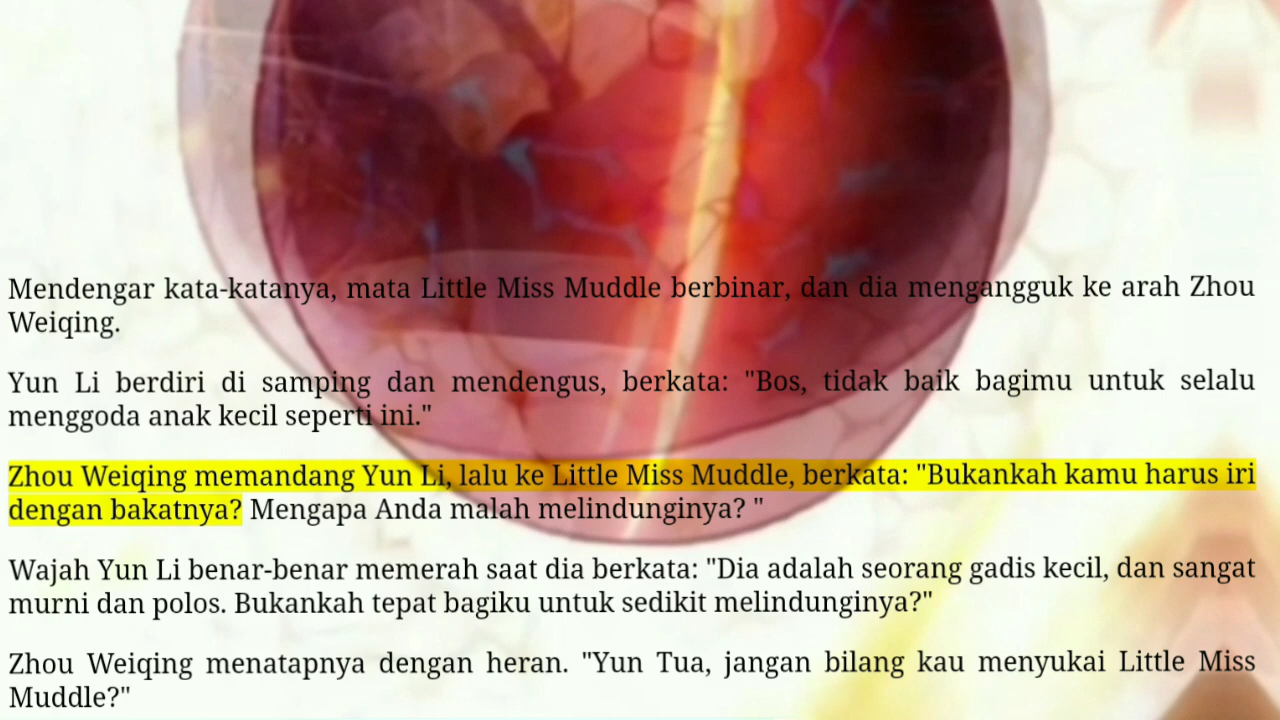 Mendengar kata-katanya, mata Little Miss Muddle berbinar, dan dia mengangguk ke arah Zhou
Weiqing.
Yun Li berdiri di samping dan mendengus, berkata: "Bos, tidak baik bagimu untuk selalu
menggoda anak kecil seperti ini."
Zhou Weiqing memandang Yun Li, lalu ke Little Miss Muddle, berkata: "Bukankah kamu harus iri
dengan bakatnya? Mengapa Anda malah melindunginya? "
Wajah Yun Li benar-benar memerah saat dia berkata: "Dia adalah seorang gadis kecil, dan sangat
murni dan polos. Bukankah tepat bagiku untuk sedikit melindunginya?"
Zhou Weiqing menatapnya dengan heran. "Yun Tua, jangan bilang kau menyukai Little Miss
Muddle?"